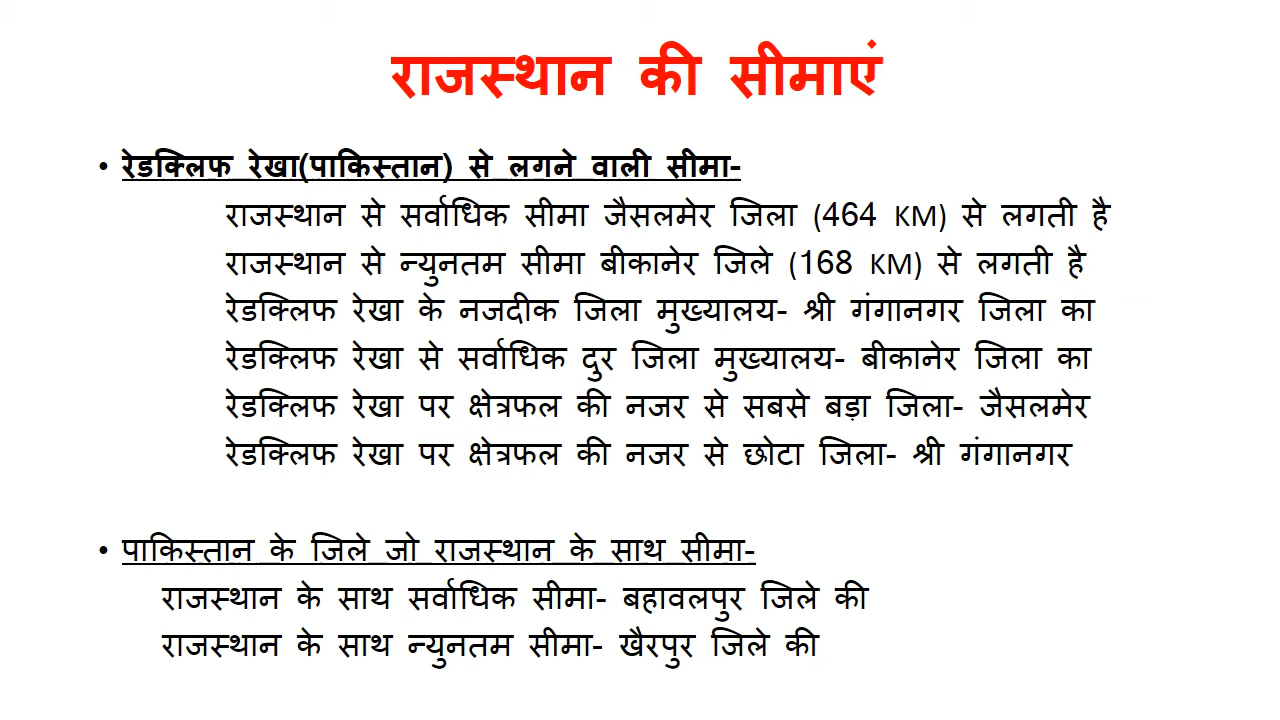 राजस्थान की सीमाएं
• रेडक्लिफ रेखा(पाकिस्तान) से लगने वाली सीमा-
राजस्थान से सर्वाधिक सीमा जैसलमेर जिला (464 KM) से लगती है
राजस्थान से न्युनतम सीमा बीकानेर जिले (168 KM) से लगती है
रेडक्लिफ रेखा के नजदीक जिला मुख्यालय- श्री गंगानगर जिला का
रेडक्लिफ रेखा से सर्वाधिक दुर जिला मुख्यालय- बीकानेर जिला का
रेडक्लिफ रेखा पर क्षेत्रफल की नजर से सबसे बड़ा जिला- जैसलमेर
रेडक्लिफ रेखा पर क्षेत्रफल की नजर से छोटा जिला- श्री गंगानगर
• पाकिस्तान के जिले जो राजस्थान के साथ सीमा-
राजस्थान के साथ सर्वाधिक सीमा- बहावलपुर जिले की
राजस्थान के साथ न्युनतम सीमा- खैरपुर जिले की